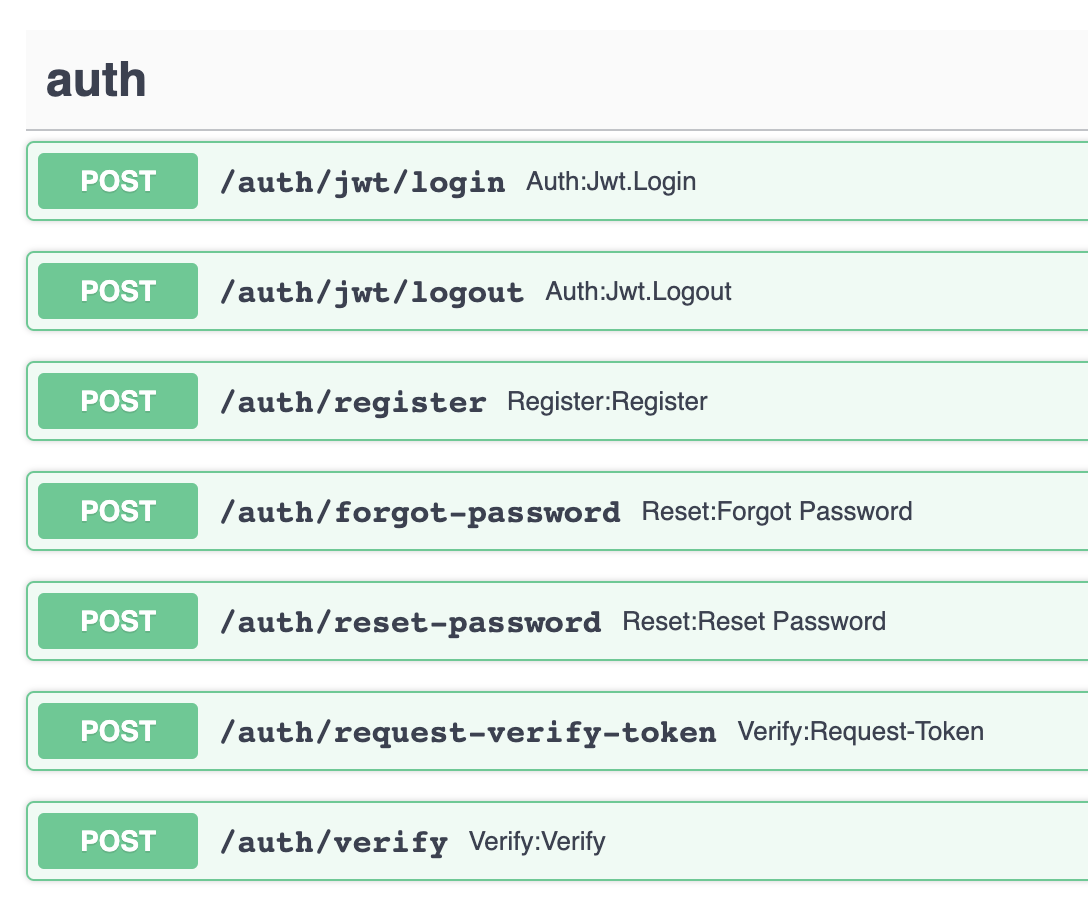 auth
POST /auth/jwt/login Auth:Jwt.Login
POST /auth/jwt/logout Auth:Jwt.Logout
POST /auth/register Register:Register
POST /auth/forgot-password Reset:Forgot Password
POST /auth/reset-password Reset:Reset Password
POST /auth/request-verify-token Verify:Request-Token
POST /auth/verify Verify:Verify